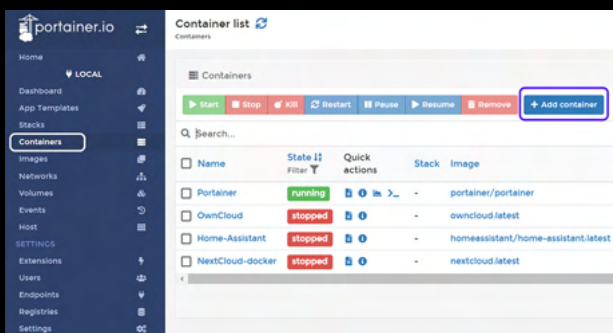 portainer.io
Home
LOCAL
Dashboard
App Templates
Stacks
Containers
Images
Networks
Volumes
Events
Host
SETTINGS
Extensions
Users
Endpoints
Registries
Settings
Container list
Containers
Containers
Start Stop Kill Restart Pause Resume Remove + Add container
Search...
Name State Filter Quick actions Stack Image
Portainer running - portainer/portainer
OwnCloud stopped - owncloud.latest
Home-Assistant stopped - homeassistant/home-assistant:latest
NextCloud-docker stopped - nextcloud.latest